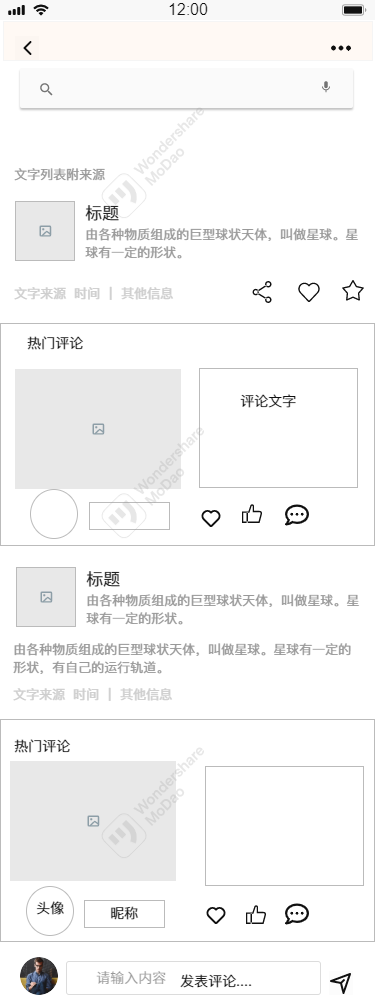 12:00
文字列表附来源
标题
由各种物质组成的巨型球状天体，叫做星球。星
球有一定的形状。
文字来源 时间 | 其他信息
热门评论
评论文字
标题
由各种物质组成的巨型球状天体，叫做星球。星
球有一定的形状。
由各种物质组成的巨型球状天体，叫做星球。星球有一定的
形状，有自己的运行轨道。
文字来源 时间 | 其他信息
热门评论
头像
昵称
请输入内容 发表评论....
Wondershare
MoDao
Wondershare
MoDao
Wondershare
MoDao